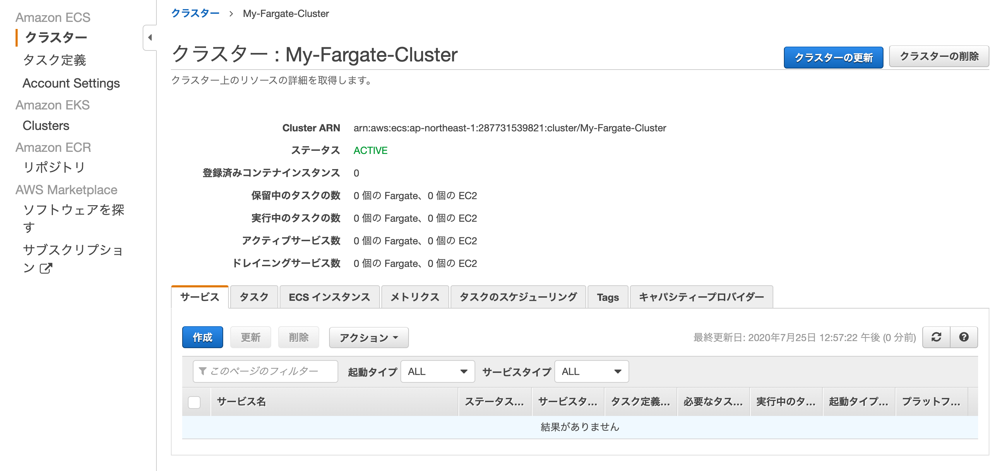 Amazon ECS
クラスター
タスク定義
Account Settings
Amazon EKS
Clusters
Amazon ECR
リポジトリ
AWS Marketplace
ソフトウェアを探
す
サブスクリプショ
ン
クラスター > My-Fargate-Cluster
クラスター : My-Fargate-Cluster
クラスターの更新 クラスターの削除
クラスター上のリソースの詳細を取得します。
Cluster ARN arn:aws:ecs:ap-northeast-1:287731539821:cluster/My-Fargate-Cluster
ステータス ACTIVE
登録済みコンテナインスタンス 0
保留中のタスクの数 0 個の Fargate、0 個の EC2
実行中のタスクの数 0 個の Fargate、0 個の EC2
アクティブサービス数 0 個の Fargate、0 個の EC2
ドレイニングサービス数 0 個の Fargate、0 個の EC2
サービス タスク ECS インスタンス メトリクス タスクのスケジューリング Tags キャパシティープロバイダー
作成 更新 削除 アクション 最終更新日: 2020年7月25日 12:57:22 午後 (0 分前)
このページのフィルター 起動タイプ ALL サービスタイプ ALL
サービス名 ステータス... サービスタ... タスク定義... 必要なタス... 実行中のタ... 起動タイプ... プラットフ...
結果がありません